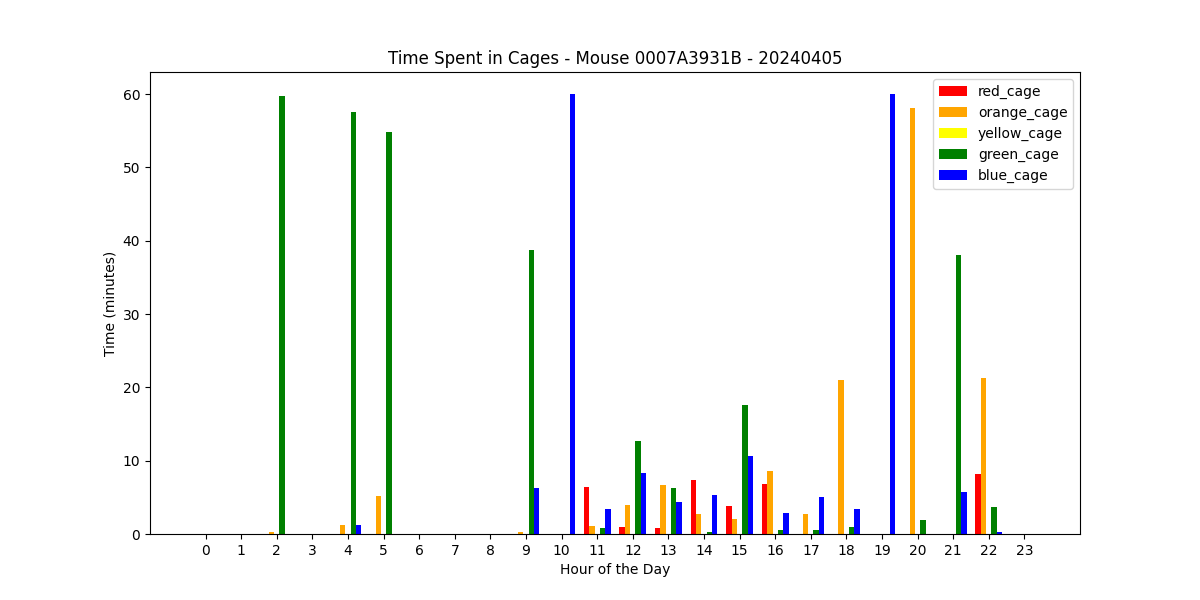 Time Spent in Cages - Mouse 0007A3931B - 20240405
red_cage
orange_cage
yellow_cage
green_cage
blue_cage
60
50
40
30
20
10
0
Time (minutes)
0 1 2 3 4 5 6 7 8 9 10 11 12 13 14 15 16 17 18 19 20 21 22 23
Hour of the Day